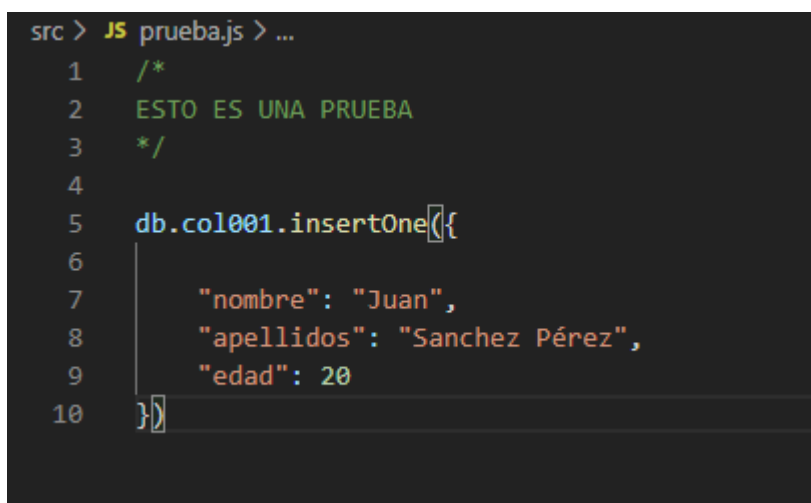 src > JS prueba.js > ...
1 /*
2 ESTO ES UNA PRUEBA
3 */
4
5 db.col001.insertOne({
6
7 "nombre": "Juan",
8 "apellidos": "Sanchez Pérez",
9 "edad": 20
10 })